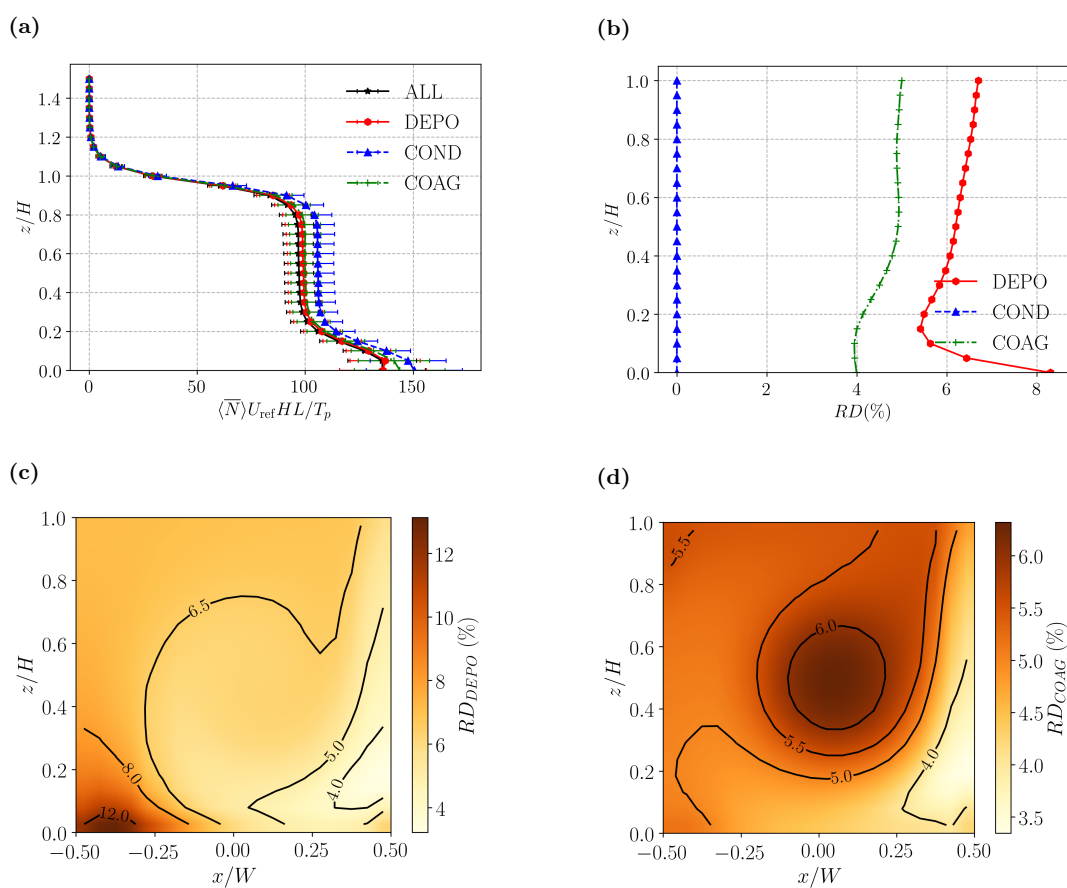 (a)
z/H
1.4
1.2
1.0
0.8
0.6
0.4
0.2
0.0
0 50 100 150
⟨N̅⟩U_ref HL/T_p
ALL
DEPO
COND
COAG
(b)
z/H
1.0
0.8
0.6
0.4
0.2
0.0
0 2 4 6 8
RD(%)
DEPO
COND
COAG
(c)
z/H
1.0
0.8
0.6
0.4
0.2
0.0
−0.50 −0.25 0.00 0.25 0.50
x/W
6.5
5.0
8.0
4.0
12.0
12
10
8
6
4
RD_DEPO (%)
(d)
z/H
1.0
0.8
0.6
0.4
0.2
0.0
−0.50 −0.25 0.00 0.25 0.50
x/W
5.5
6.0
5.5
5.0
4.0
6.0
5.5
5.0
4.5
4.0
3.5
RD_COAG (%)